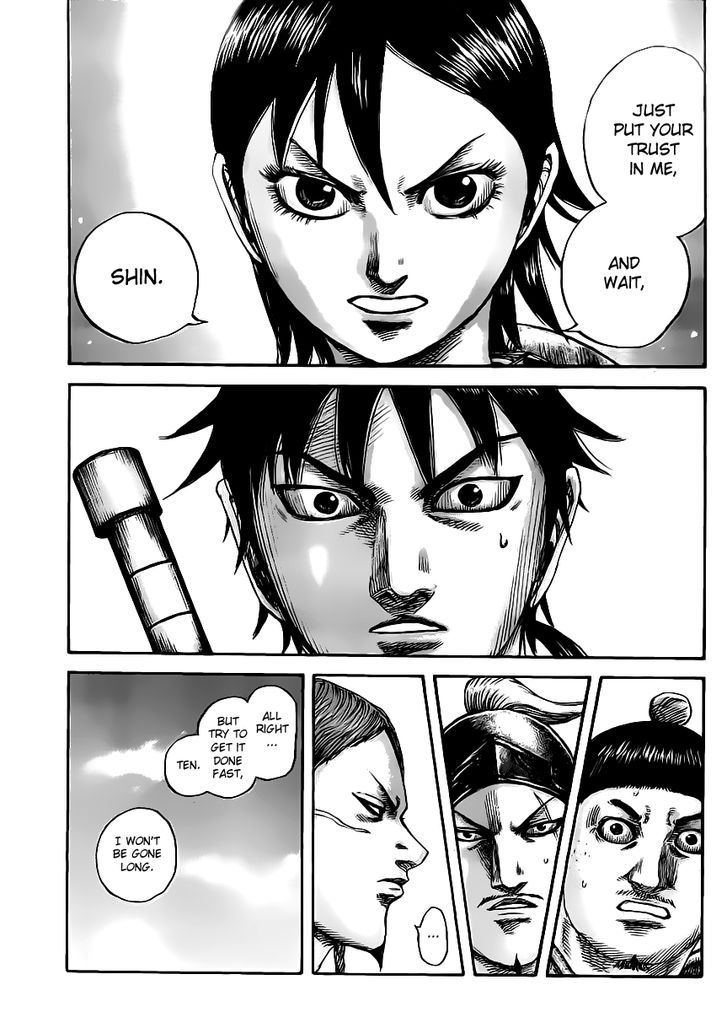 JUST
PUT YOUR
TRUST
IN ME,
AND
WAIT,
SHIN.
ALL
RIGHT
...
BUT
TRY TO
GET IT
DONE
FAST,
TEN.
I WON'T
BE GONE
LONG.
...